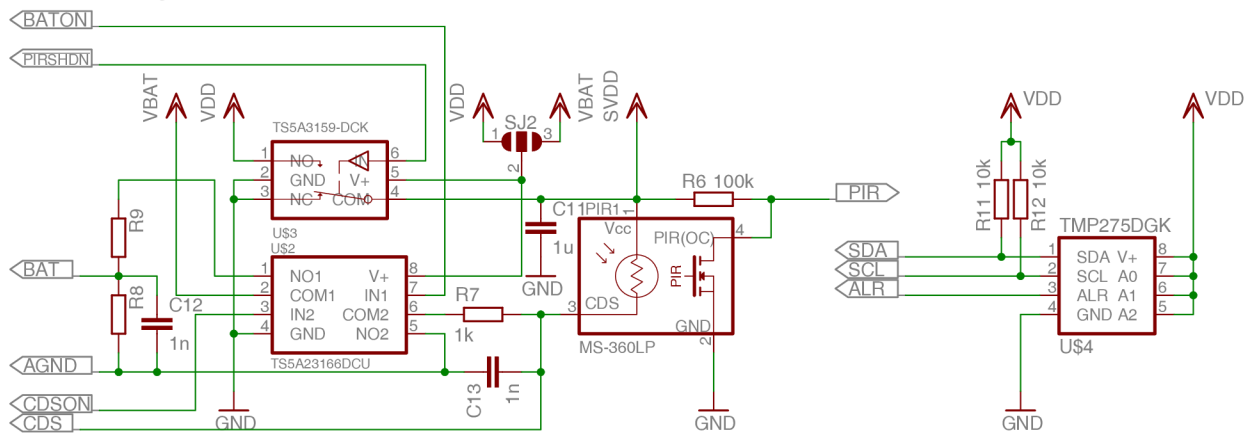 BATON
PIRSHDN
VBAT
VDD
VDD
VBAT
SVDD
VDD
VDD
TS5A3159-DCK
SJ2
1
3
2
1 NO IN 6
2 GND V+ 5
3 NC COM 4
U$3
R9
R6 100k
PIR
C11
1u
GND
PIR1
1
Vcc
PIR(OC) 4
PIR
3 CDS
GND
2
MS-360LP
GND
R11 10k
R12 10k
TMP275DGK
SDA
SCL
ALR
1 SDA V+ 8
2 SCL A0 7
3 ALR A1 6
4 GND A2 5
U$4
GND
U$2
BAT
R8
C12
1n
1 NO1 V+ 8
2 COM1 IN1 7
3 IN2 COM2 6
4 GND NO2 5
TS5A23166DCU
R7
1k
AGND
C13
1n
CDSON
CDS
GND